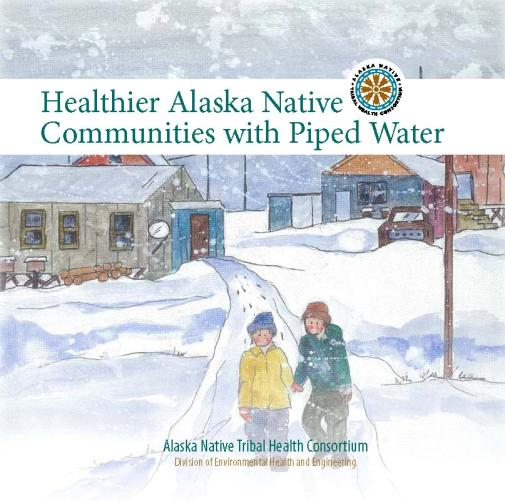 ALASKA NATIVE
TRIBAL HEALTH CONSORTIUM
Healthier Alaska Native
Communities with Piped Water
Alaska Native Tribal Health Consortium
Division of Environmental Health and Engineering